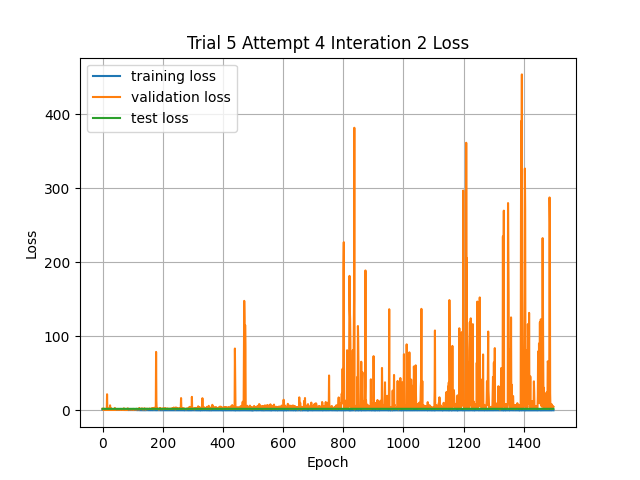 Trial 5 Attempt 4 Interation 2 Loss
training loss
validation loss
test loss
Loss
400
300
200
100
0
0 200 400 600 800 1000 1200 1400
Epoch